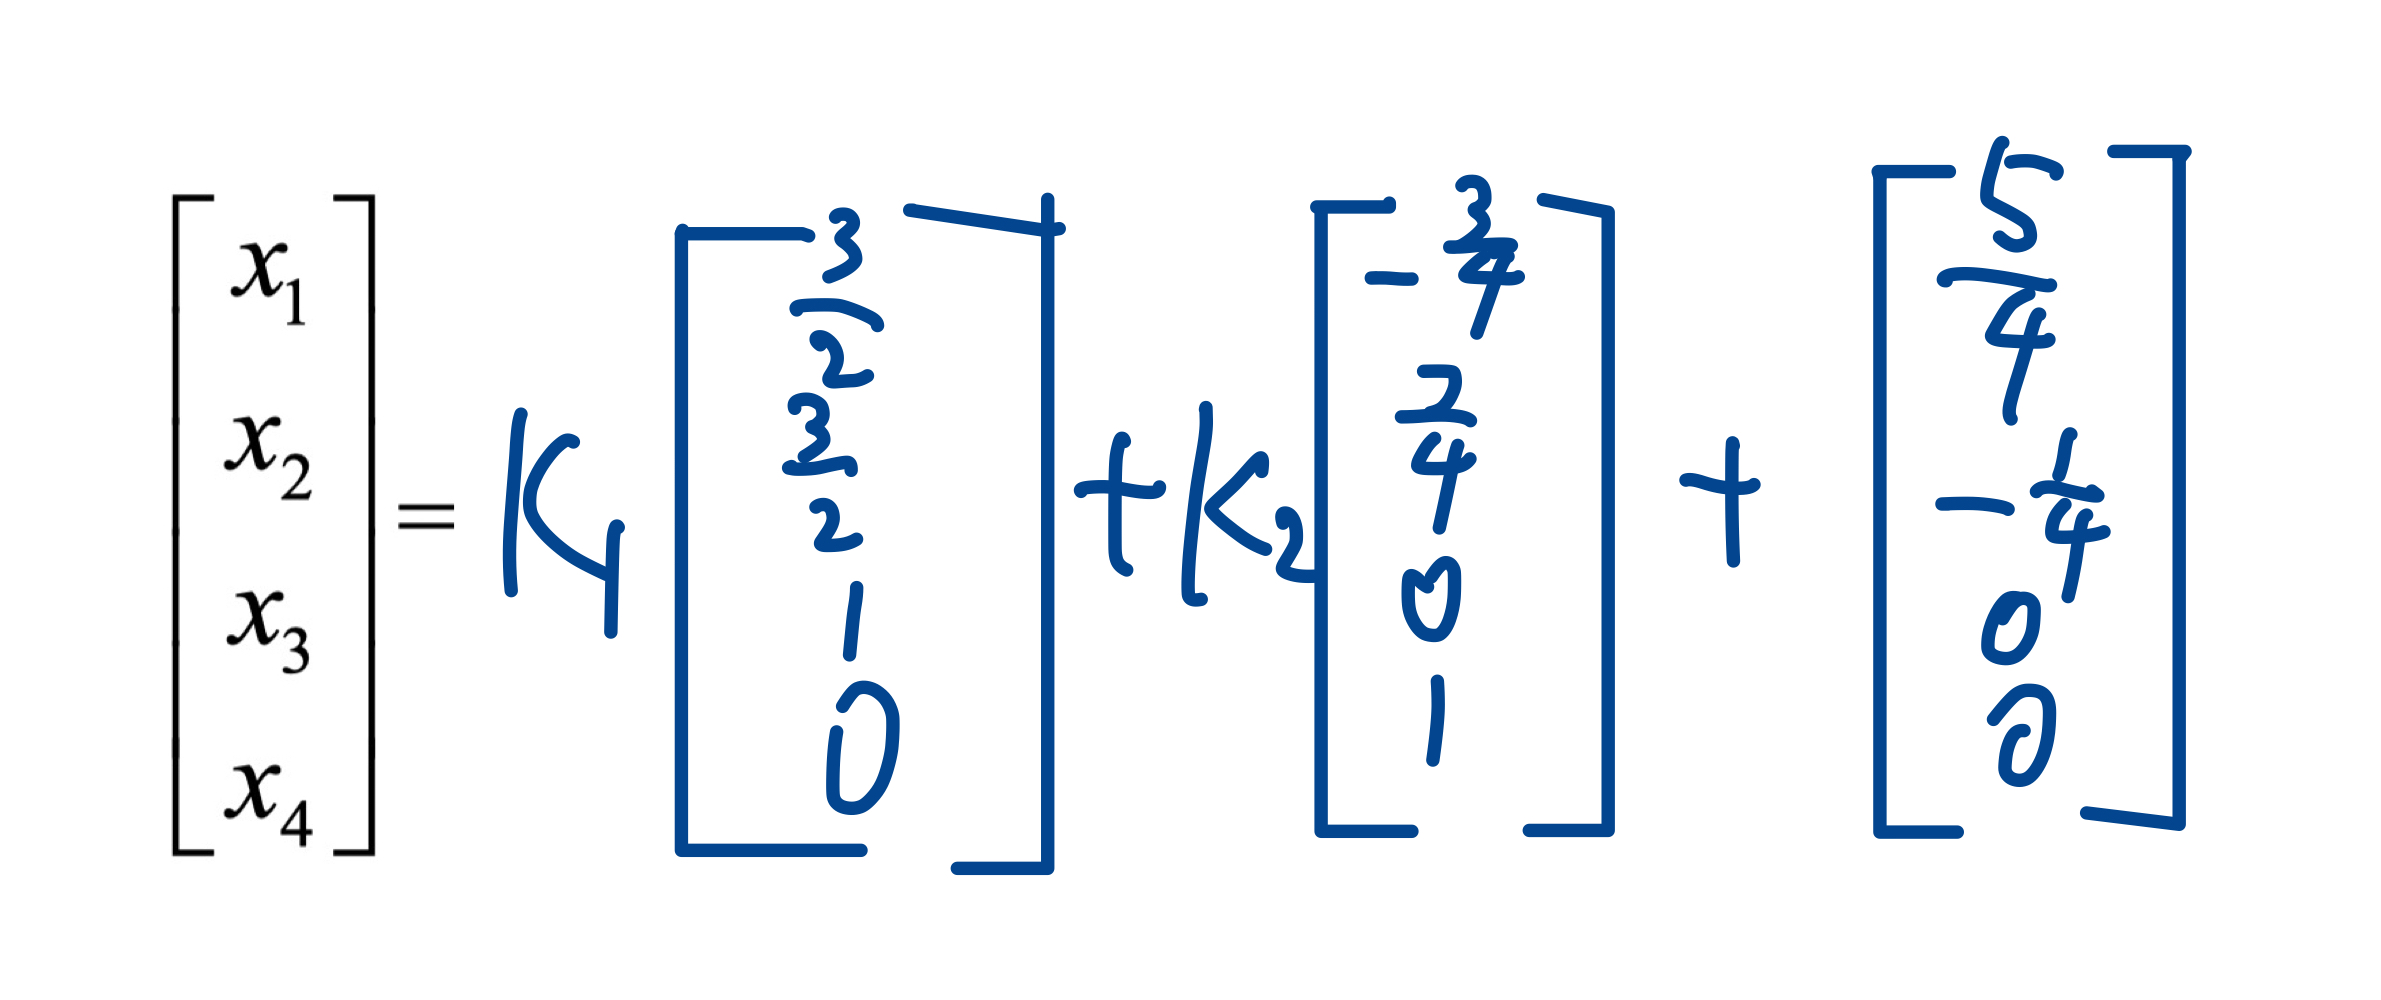 $\begin{bmatrix} x_1 \\ x_2 \\ x_3 \\ x_4 \end{bmatrix} = K_1 \begin{bmatrix} \frac{3}{2} \\ \frac{3}{2} \\ 1 \\ 0 \end{bmatrix} + K_2 \begin{bmatrix} -\frac{3}{4} \\ \frac{7}{4} \\ 0 \\ 1 \end{bmatrix} + \begin{bmatrix} \frac{5}{4} \\ -\frac{1}{4} \\ 0 \\ 0 \end{bmatrix}$